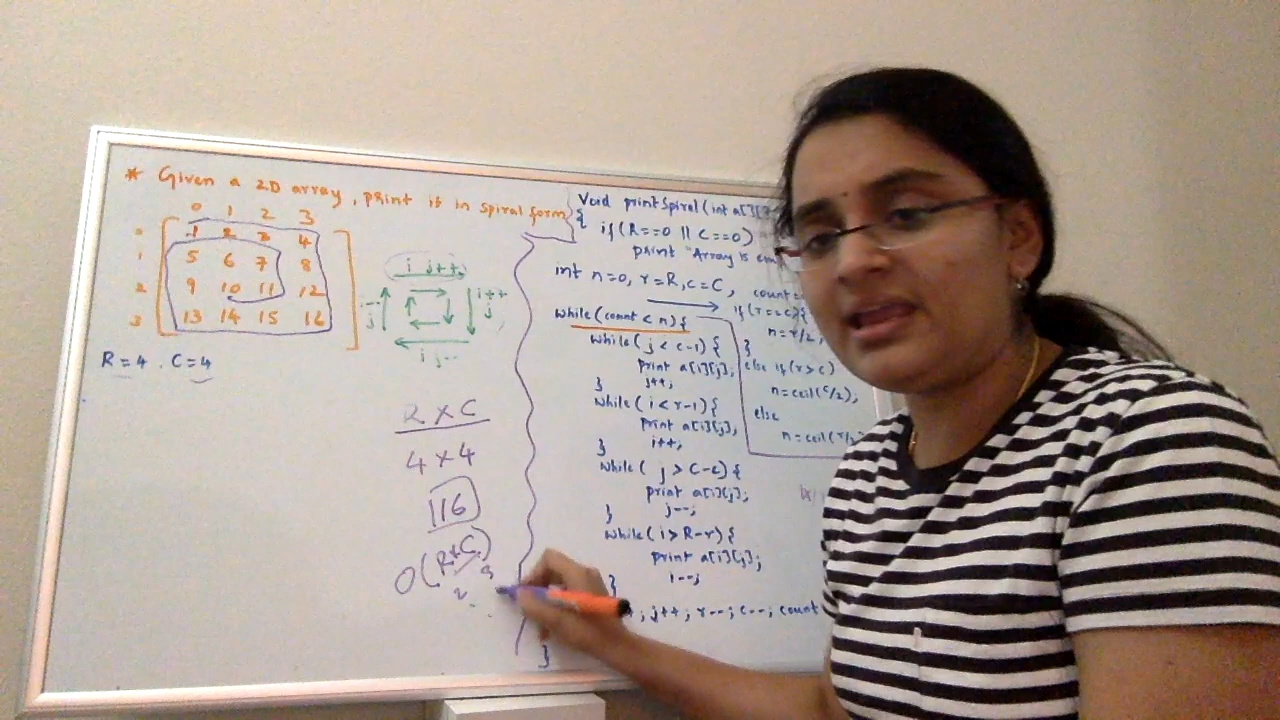 * Given a 2D array, print it in spiral form
0 1 2 3
0 1 2 3 4
1 5 6 7 8
2 9 10 11 12
3 13 14 15 16
R=4 . C=4
i j++
i-- j
i++ j
i j--
R X C
4 X 4
16
O(R*C)
Void printSpiral(int a[][
{
if(R==0 || C==0)
print "Array is
int n=0, r=R, c=C, count=
while(count < n){
while(j < c-1) {
print a[i][j];
j++;
}
while(i < r-1) {
print a[i][j];
i++;
}
while( j > C-c) {
print a[i][j];
j--;
}
while( i > R-r) {
print a[i][j];
i--;
}
j++; r--; c--; count
}
if(r==c){
n=r/2;
}
else if(r>c)
n=ceil(c/2);
else
n=ceil(r/2